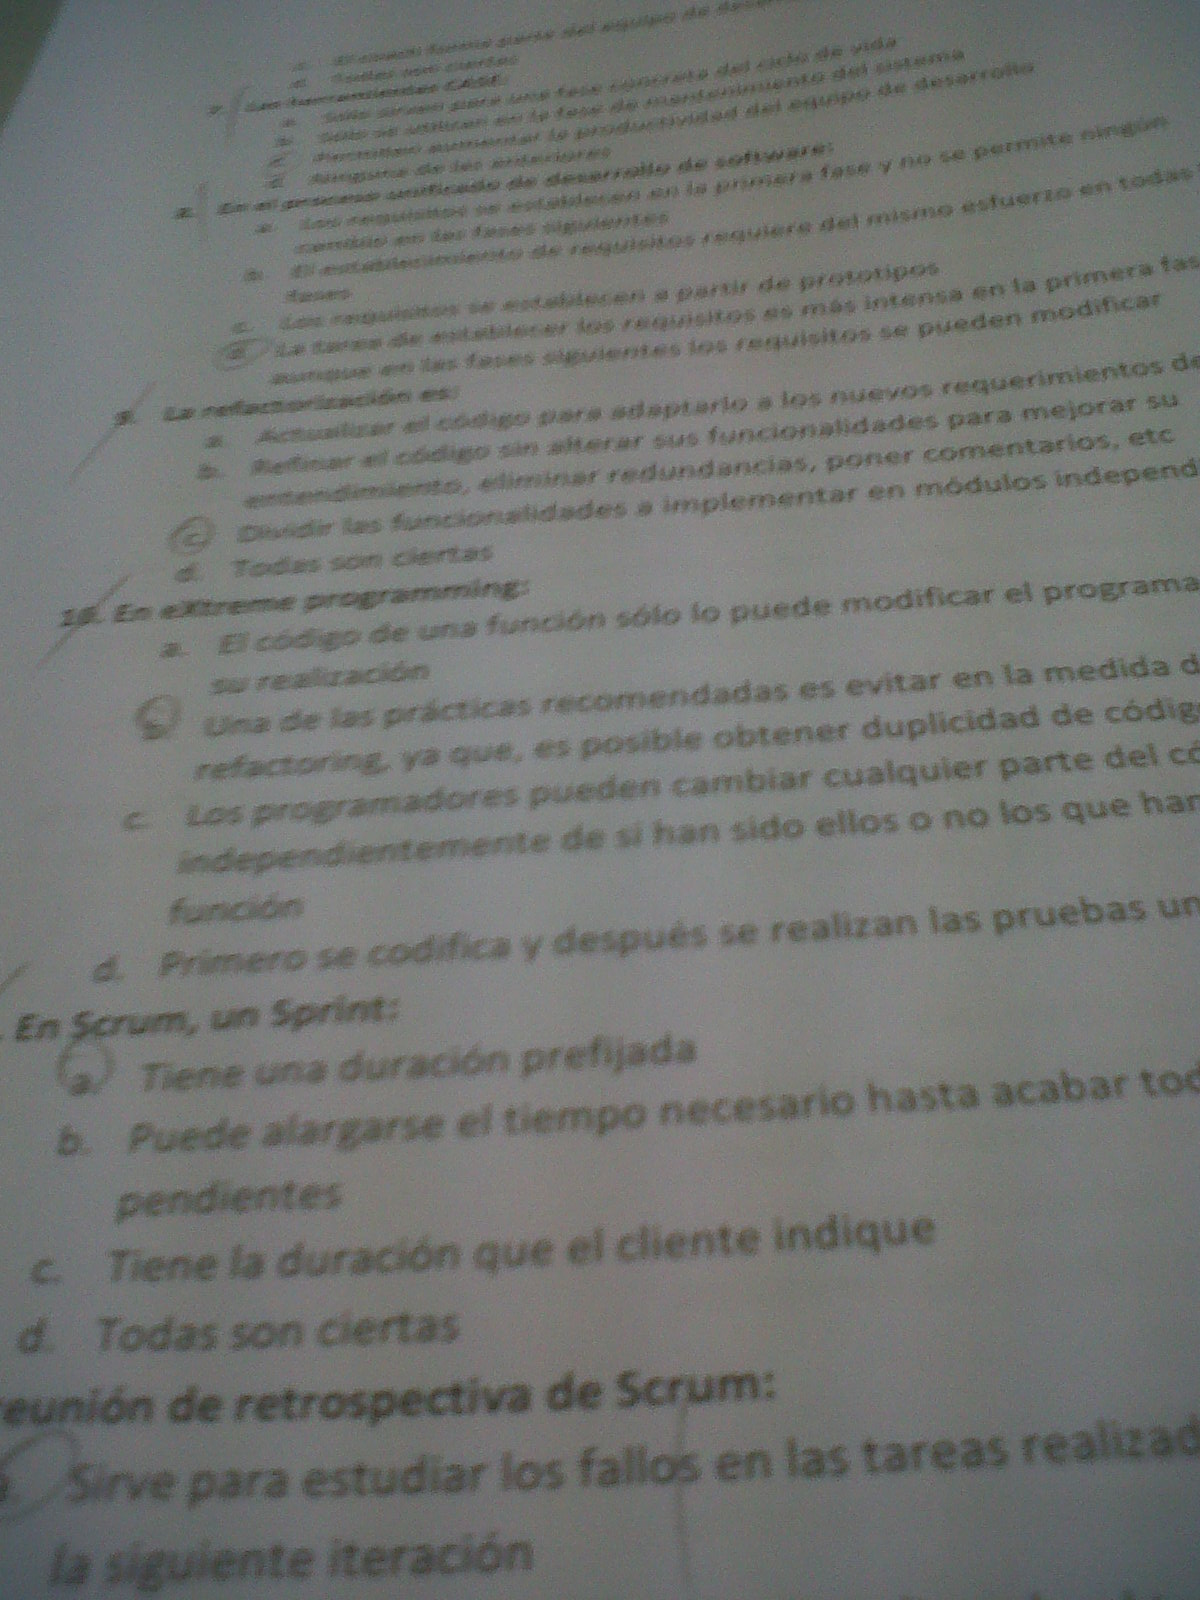 d. Todas son ciertas
7. Las herramientas CASE:
a. Sólo sirven para una fase concreta del ciclo de vida
b. Sólo se utilizan en la fase de mantenimiento del sistema
c. Permiten aumentar la productividad del equipo de desarrollo
d. Ninguna de las anteriores
8. En el proceso unificado de desarrollo de software:
a. Los requisitos se establecen en la primera fase y no se permite ningún
cambio en las fases siguientes
b. El establecimiento de requisitos requiere del mismo esfuerzo en todas
fases
c. Los requisitos se establecen a partir de prototipos
d. La tarea de establecer los requisitos es más intensa en la primera fas
aunque en las fases siguientes los requisitos se pueden modificar
9. La refactorización es:
a. Actualizar el código para adaptarlo a los nuevos requerimientos de
b. Refinar el código sin alterar sus funcionalidades para mejorar su
entendimiento, eliminar redundancias, poner comentarios, etc
c. Dividir las funcionalidades a implementar en módulos independ
d. Todas son ciertas
10. En eXtreme programming:
a. El código de una función sólo lo puede modificar el programa
su realización
b. Una de las prácticas recomendadas es evitar en la medida d
refactoring, ya que, es posible obtener duplicidad de códig
c. Los programadores pueden cambiar cualquier parte del có
independientemente de si han sido ellos o no los que han
función
d. Primero se codifica y después se realizan las pruebas un
. En Scrum, un Sprint:
a. Tiene una duración prefijada
b. Puede alargarse el tiempo necesario hasta acabar tod
pendientes
c. Tiene la duración que el cliente indique
d. Todas son ciertas
reunión de retrospectiva de Scrum:
a. Sirve para estudiar los fallos en las tareas realizad
la siguiente iteración